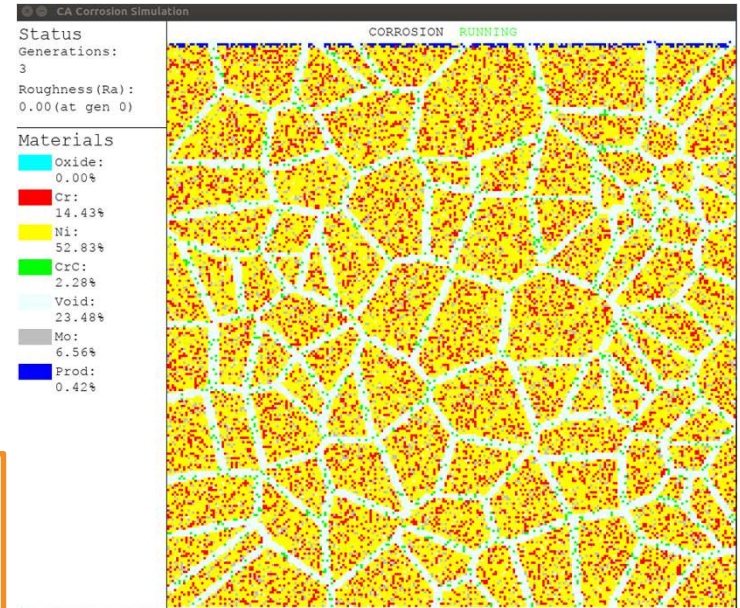 CA Corrosion Simulation
Status
Generations:
3
Roughness(Ra):
0.00(at gen 0)
CORROSION RUNNING
Materials
Oxide:
0.00%
Cr:
14.43%
Ni:
52.83%
CrC:
2.28%
Void:
23.48%
Mo:
6.56%
Prod:
0.42%